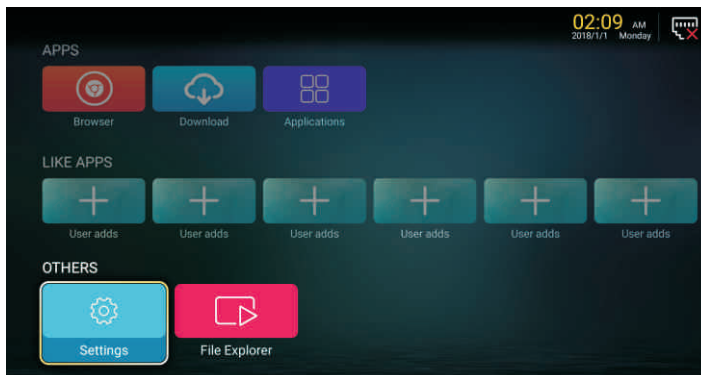 02:09 AM
2018/1/1 Monday
APPS
Browser Download Applications
LIKE APPS
User adds User adds User adds User adds User adds User adds
OTHERS
Settings File Explorer